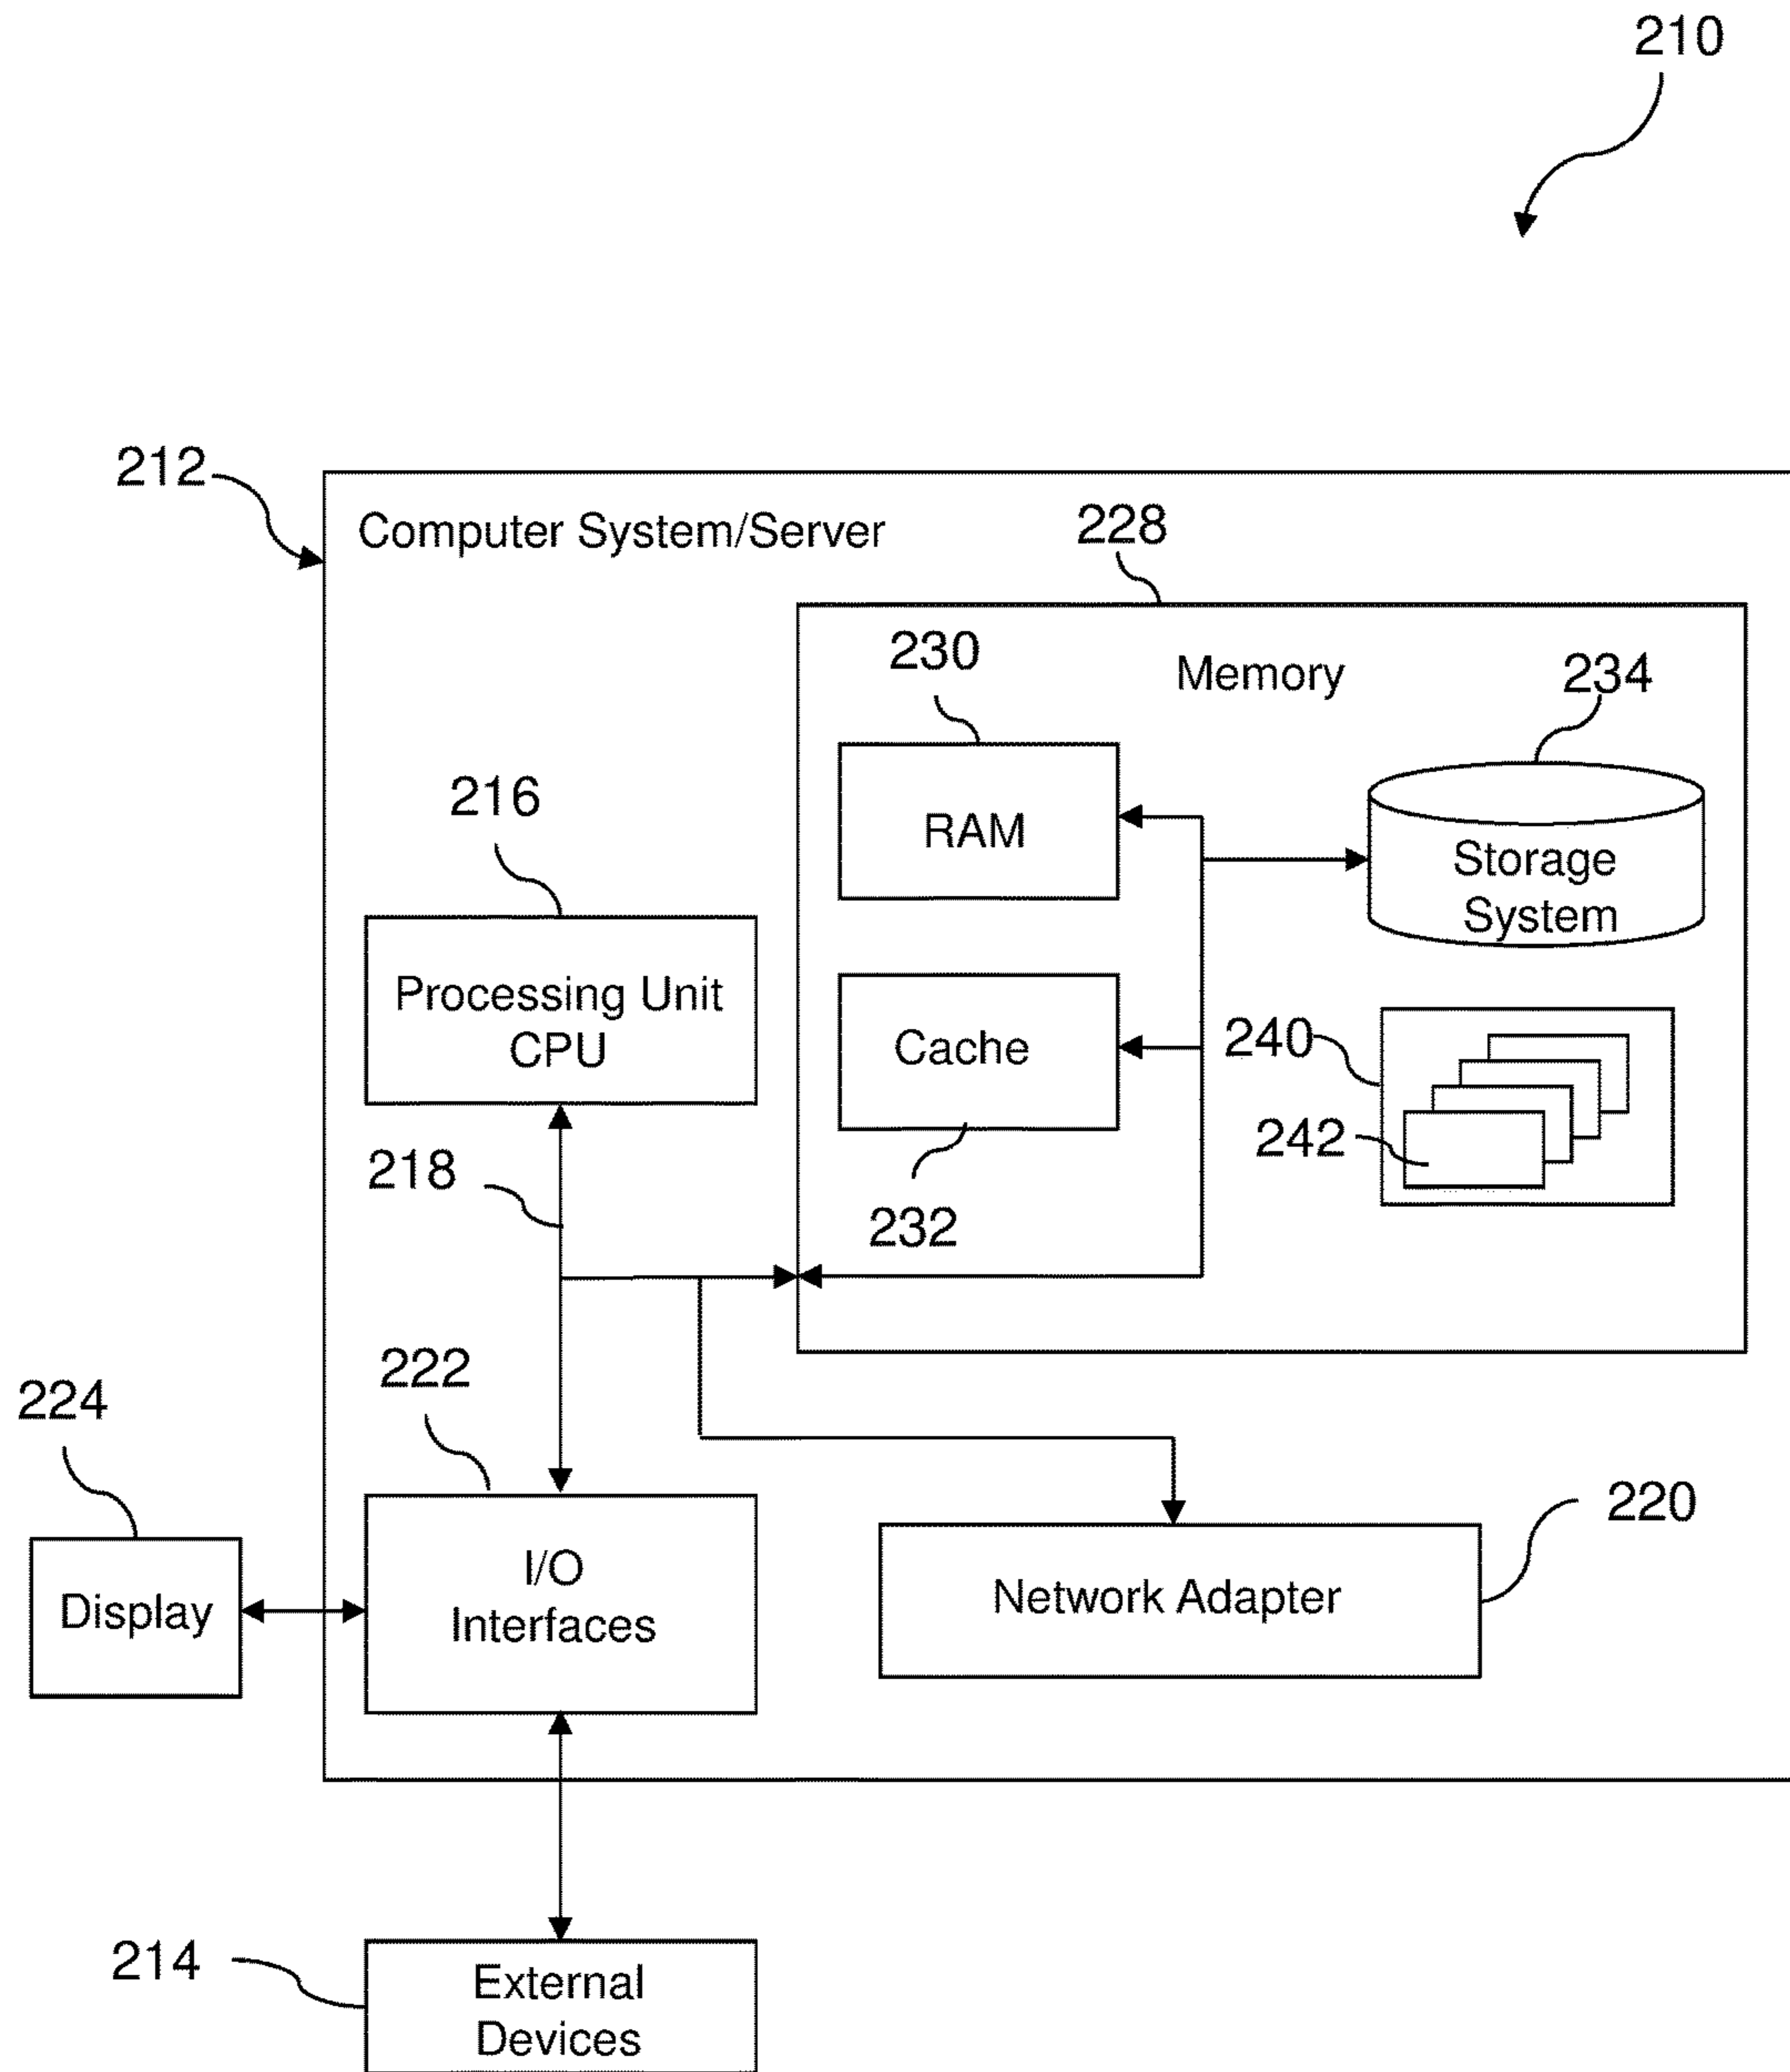 210
212
Computer System/Server
228
230
Memory
234
216
RAM
Storage
System
Processing Unit
CPU
Cache
240
242
218
232
222
224
220
I/O
Interfaces
Display
Network Adapter
214
External
Devices